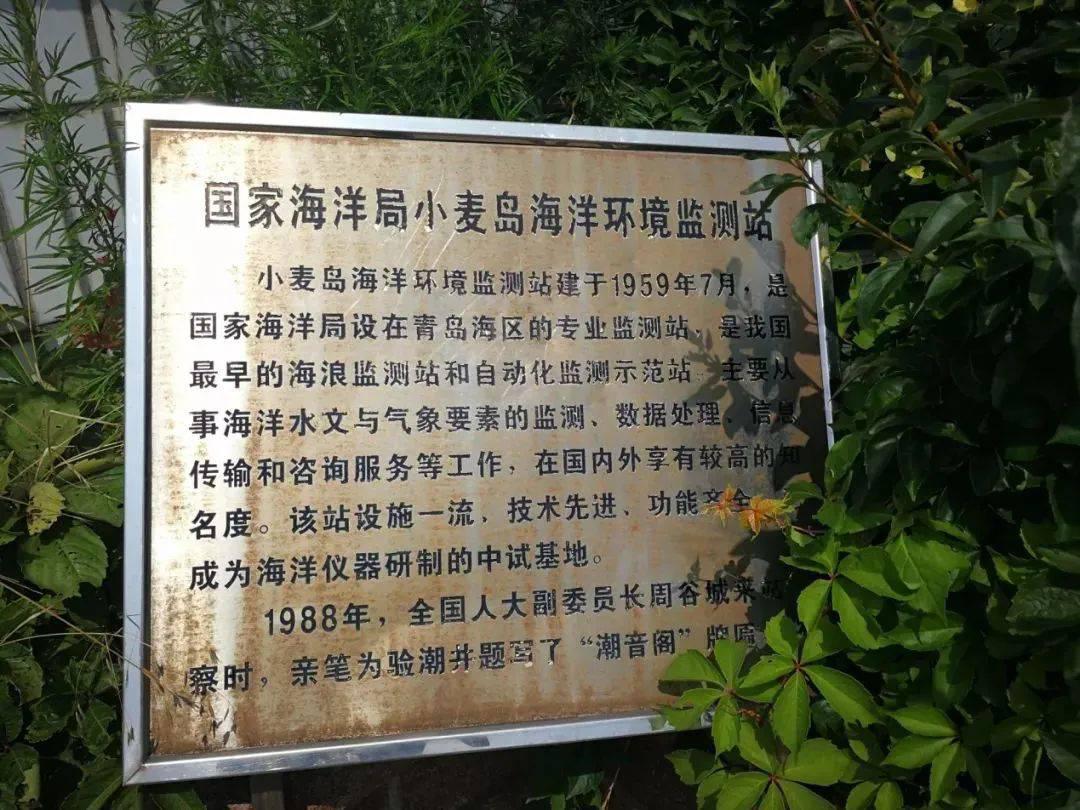 国家海洋局小麦岛海洋环境监测站
小麦岛海洋环境监测站建于1959年7月，是
国家海洋局设在青岛海区的专业监测站、是我国
最早的海浪监测站和自动化监测示范站 主要从
事海洋水文与气象要素的监测、数据处理、信息
传输和咨询服务等工作，在国内外享有较高的知
名度。该站设施一流、技术先进、功能齐全
成为海洋仪器研制的中试基地。
1988年，全国人大副委员长周谷城来站
察时，亲笔为验潮井题写了“潮音阁”牌匾